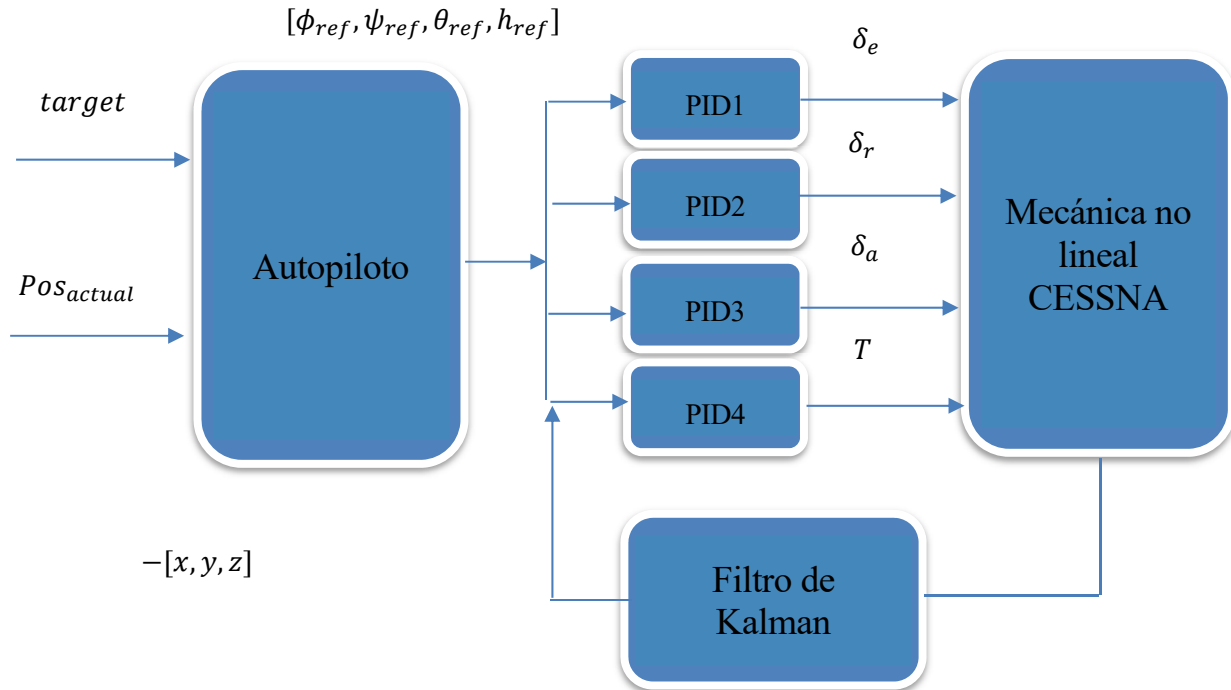 [ϕ_ref, ψ_ref, θ_ref, h_ref]
target
Pos_actual
Autopiloto
PID1
PID2
PID3
PID4
δ_e
δ_r
δ_a
T
Mecánica no
lineal
CESSNA
Filtro de
Kalman
−[x, y, z]